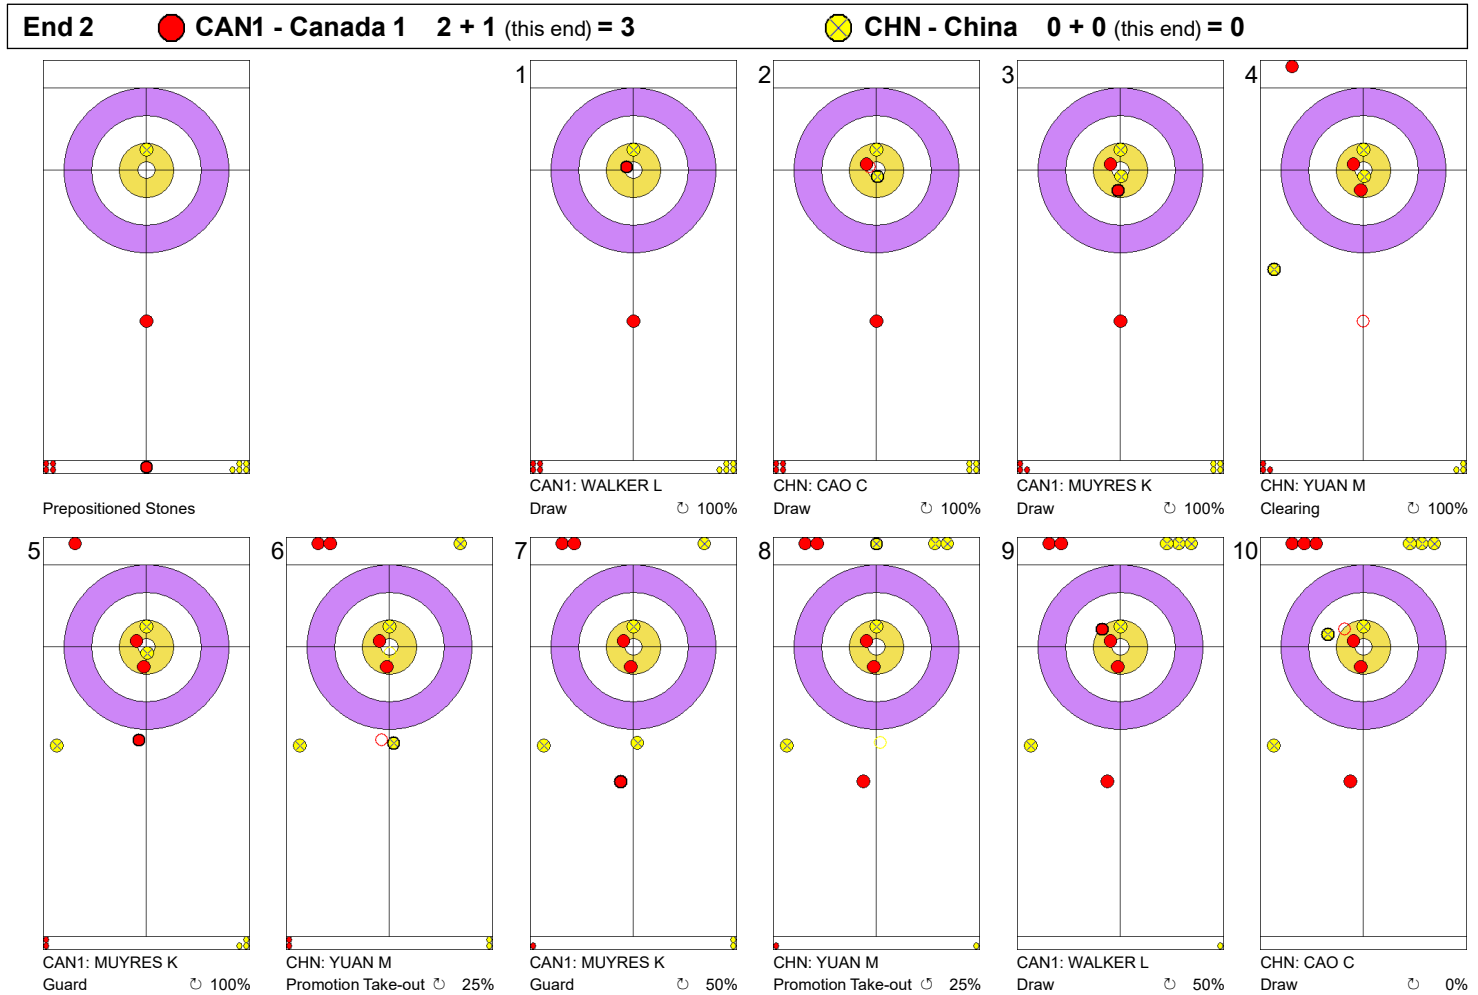 End 2 CAN1 - Canada 1 2 + 1 (this end) = 3 CHN - China 0 + 0 (this end) = 0
1 2 3 4
CAN1: WALKER L CHN: CAO C CAN1: MUYRES K CHN: YUAN M
Prepositioned Stones Draw ↻ 100% Draw ↻ 100% Draw ↻ 100% Clearing ↻ 100%
5 6 7 8 9 10
CAN1: MUYRES K CHN: YUAN M CAN1: MUYRES K CHN: YUAN M CAN1: WALKER L CHN: CAO C
Guard ↻ 100% Promotion Take-out ↻ 25% Guard ↻ 50% Promotion Take-out ↺ 25% Draw ↻ 50% Draw ↻ 0%